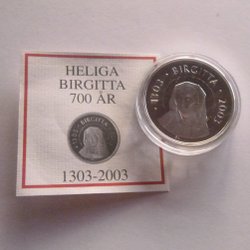 HELIGA
BIRGITTA
700 ÅR
1303-2003
1303 · BIRGITTA · 2003